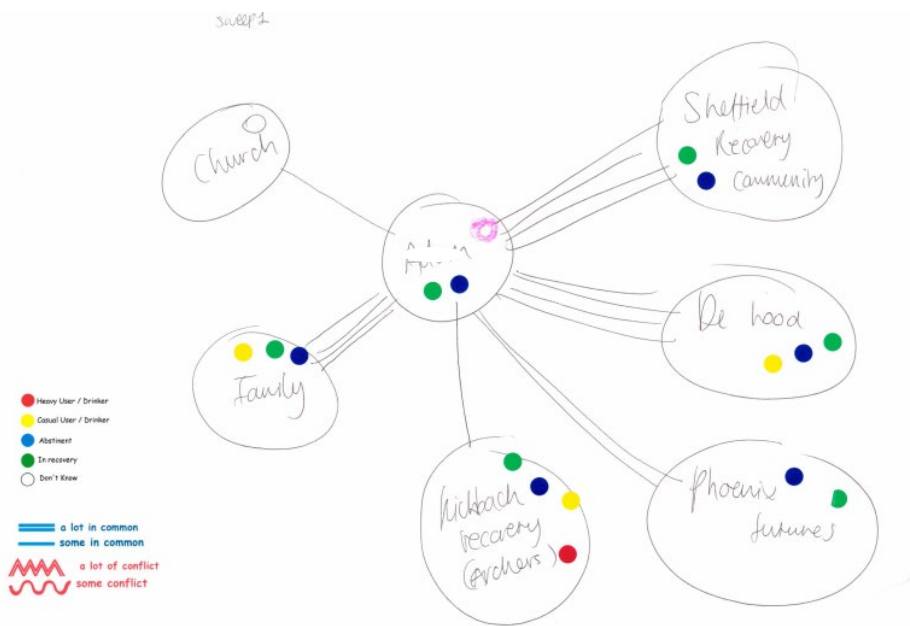 sweep1
Church
Sheffield
Recovery
Community
De hood
Family
Kickback
recovery
(Archers)
Phoenix
futures
Heavy User / Drinker
Casual User / Drinker
Abstinent
In recovery
Don't Know
a lot in common
some in common
a lot of conflict
some conflict